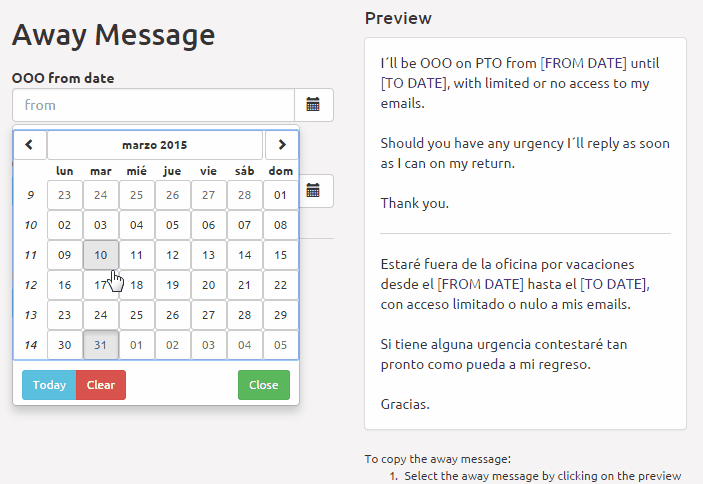 Away Message
OOO from date
from
marzo 2015
lun mar mié jue vie sáb dom
9 23 24 25 26 27 28 01
10 02 03 04 05 06 07 08
11 09 10 11 12 13 14 15
12 16 17 18 19 20 21 22
13 23 24 25 26 27 28 29
14 30 31 01 02 03 04 05
Today Clear Close
Preview
I´ll be OOO on PTO from [FROM DATE] until
[TO DATE], with limited or no access to my
emails.
Should you have any urgency I´ll reply as soon
as I can on my return.
Thank you.
Estaré fuera de la oficina por vacaciones
desde el [FROM DATE] hasta el [TO DATE],
con acceso limitado o nulo a mis emails.
Si tiene alguna urgencia contestaré tan
pronto como pueda a mi regreso.
Gracias.
To copy the away message:
1. Select the away message by clicking on the preview